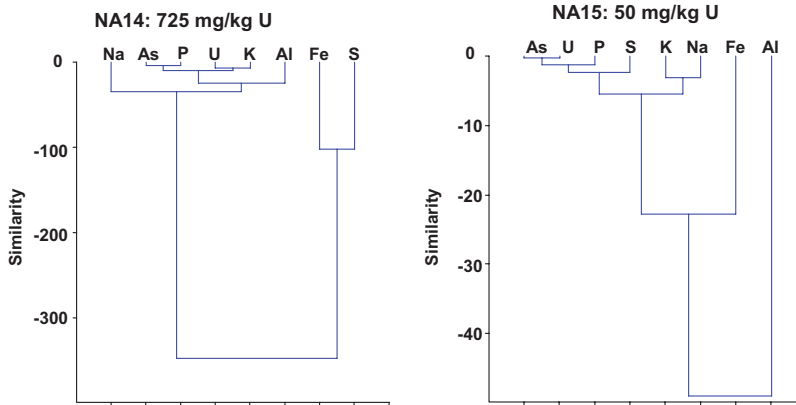 NA14: 725 mg/kg U
Na As P U K Al Fe S
0
-100
-200
-300
Similarity
NA15: 50 mg/kg U
As U P S K Na Fe Al
0
-10
-20
-30
-40
Similarity